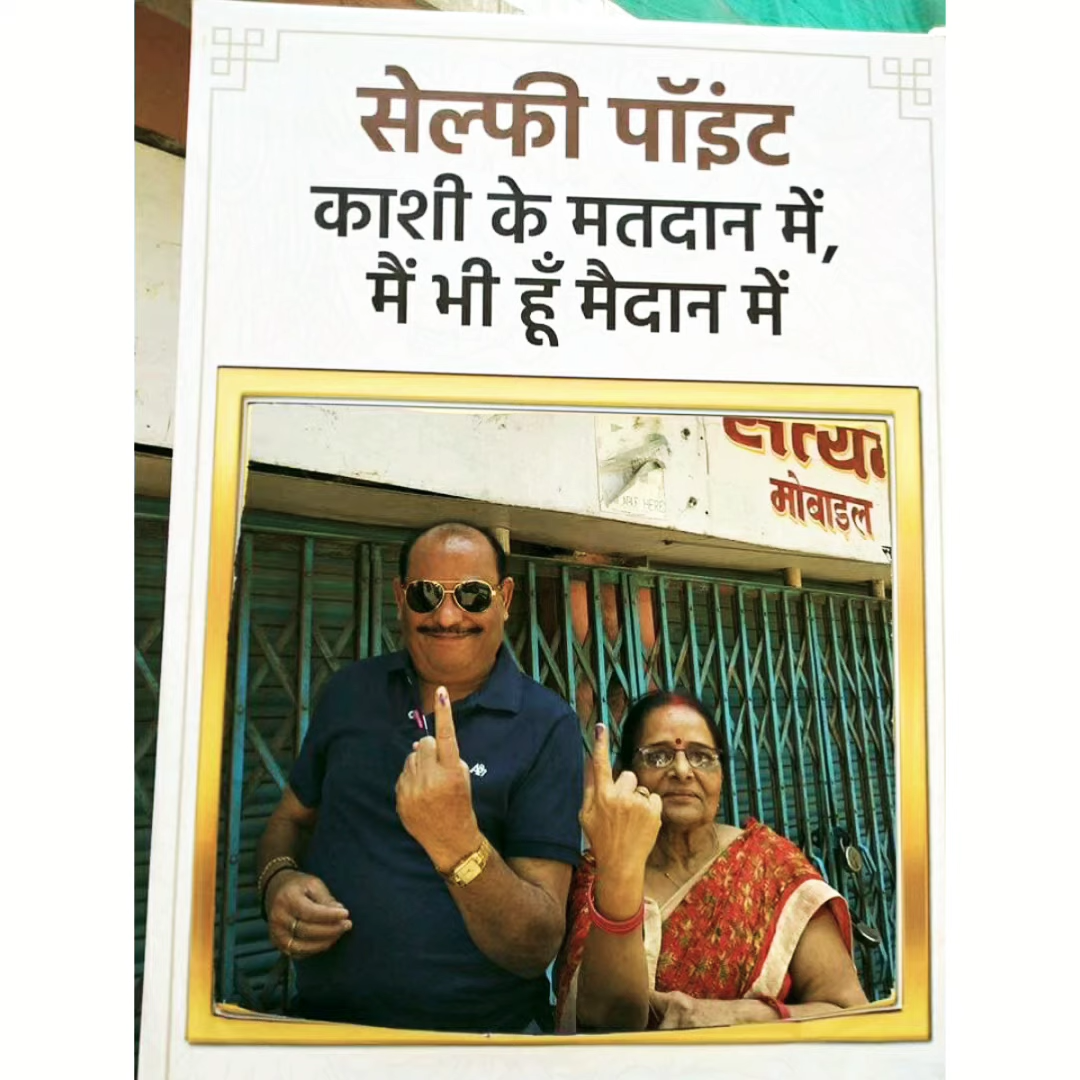 सेल्फी पॉइंट
काशी के मतदान में,
मैं भी हूँ मैदान में
मोबाइल